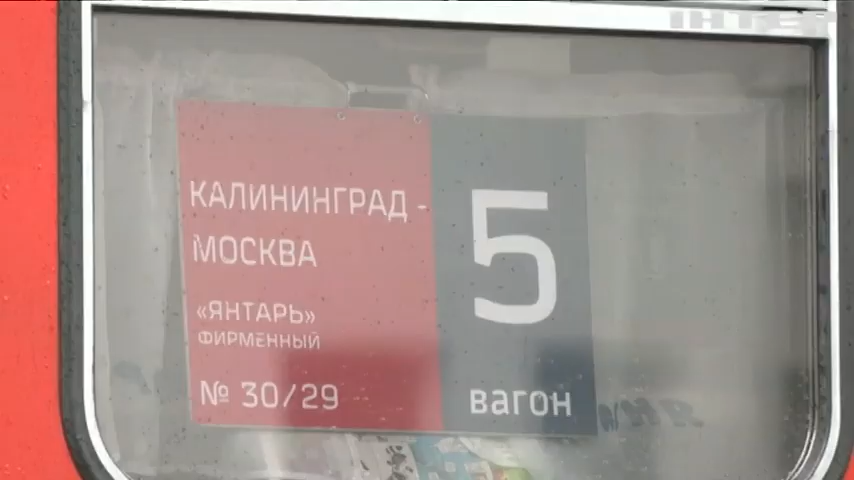 ІНТЕР
КАЛИНИНГРАД -
МОСКВА
«ЯНТАРЬ»
ФИРМЕННЫЙ
№ 30/29
5
вагон